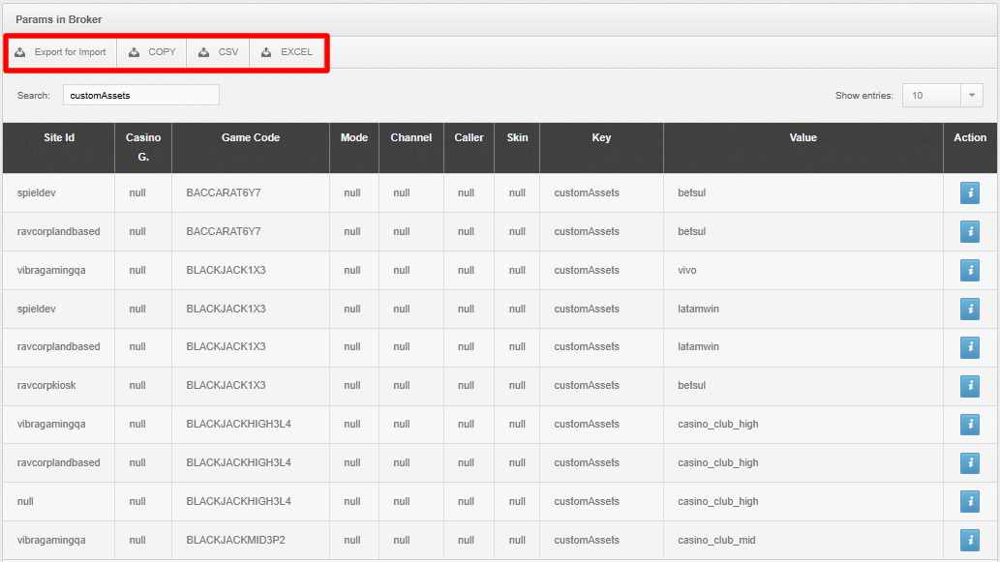 Params in Broker
Export for Import COPY CSV EXCEL
Search: customAssets Show entries: 10
Site Id Casino G. Game Code Mode Channel Caller Skin Key Value Action
spieldev null BACCARAT6Y7 null null null null customAssets betsul i
ravcorplandbased null BACCARAT6Y7 null null null null customAssets betsul i
vibragamingqa null BLACKJACK1X3 null null null null customAssets vivo i
spieldev null BLACKJACK1X3 null null null null customAssets latamwin i
ravcorplandbased null BLACKJACK1X3 null null null null customAssets latamwin i
ravcorpkiosk null BLACKJACK1X3 null null null null customAssets betsul i
vibragamingqa null BLACKJACKHIGH3L4 null null null null customAssets casino_club_high i
ravcorplandbased null BLACKJACKHIGH3L4 null null null null customAssets casino_club_high i
null null BLACKJACKHIGH3L4 null null null null customAssets casino_club_high i
vibragamingqa null BLACKJACKMID3P2 null null null null customAssets casino_club_mid i